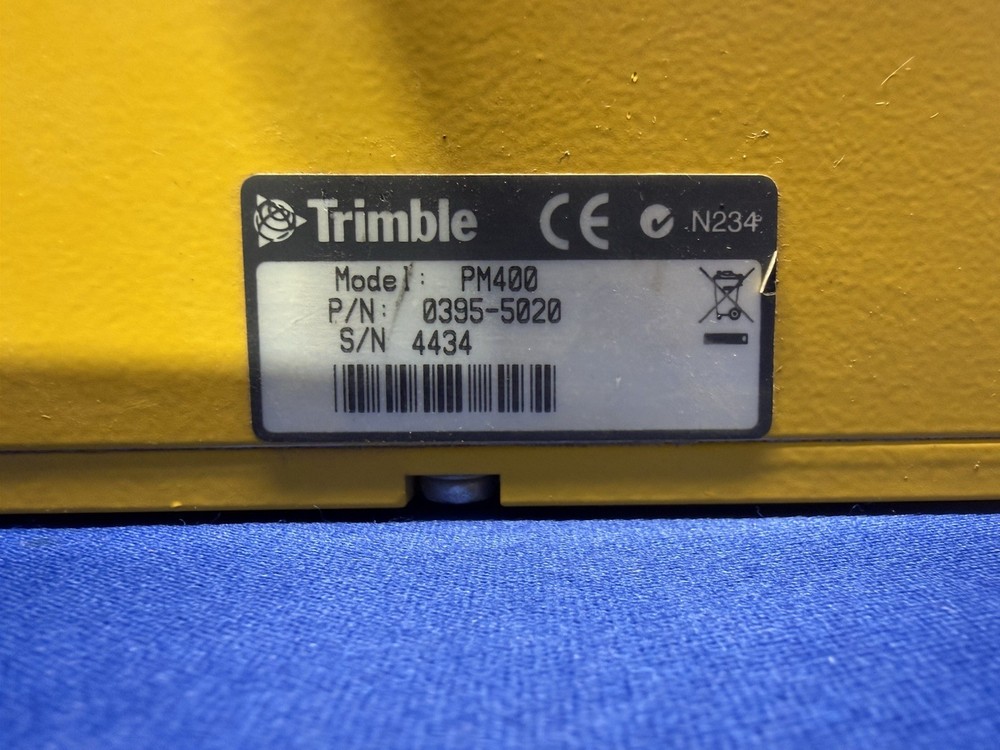 Trimble CE N234
Model: PM400
P/N: 0395-5020
S/N 4434